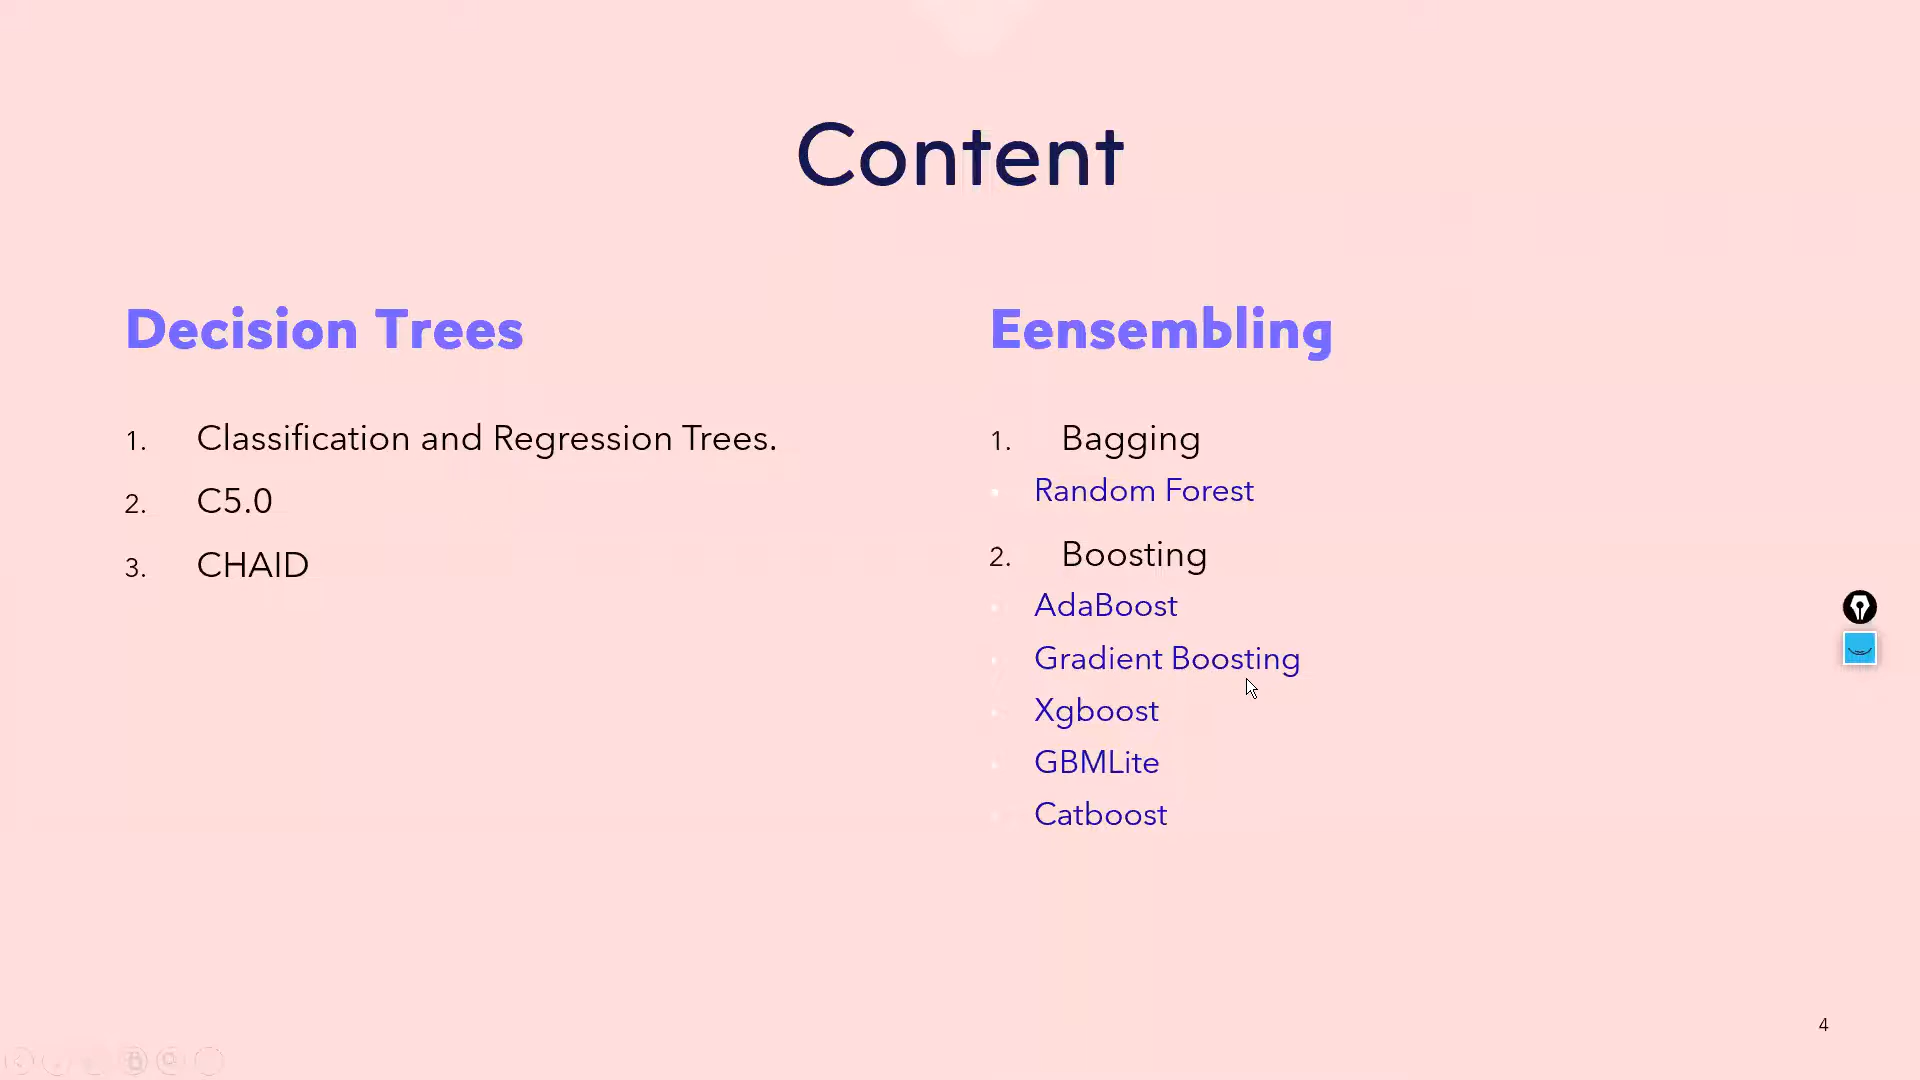 Content
Decision Trees
1. Classification and Regression Trees.
2. C5.0
3. CHAID
Eensembling
1. Bagging
Random Forest
2. Boosting
AdaBoost
Gradient Boosting
Xgboost
GBMLite
Catboost
4